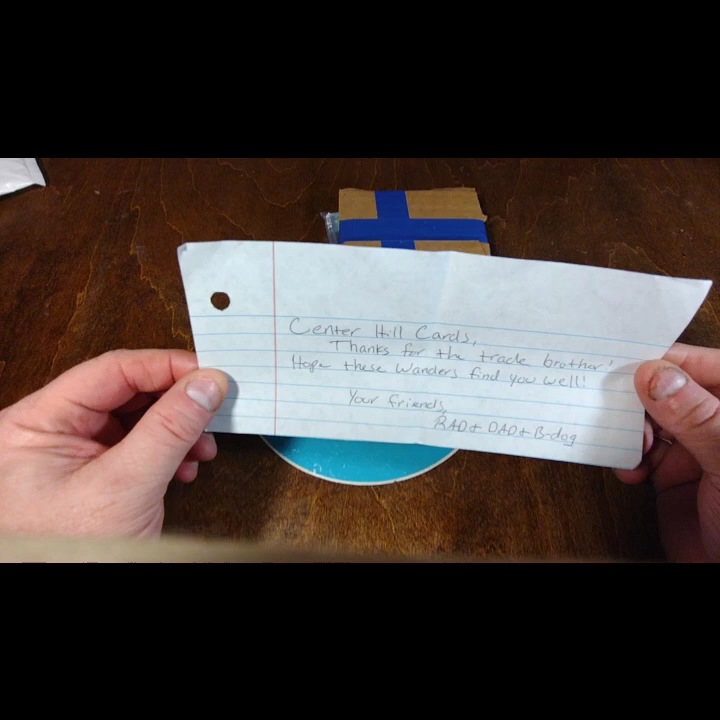 Center Hill Cards,
Thanks for the trade brother!
Hope these Wanders find you well!
Your friends,
RAD & DAD & B-dog